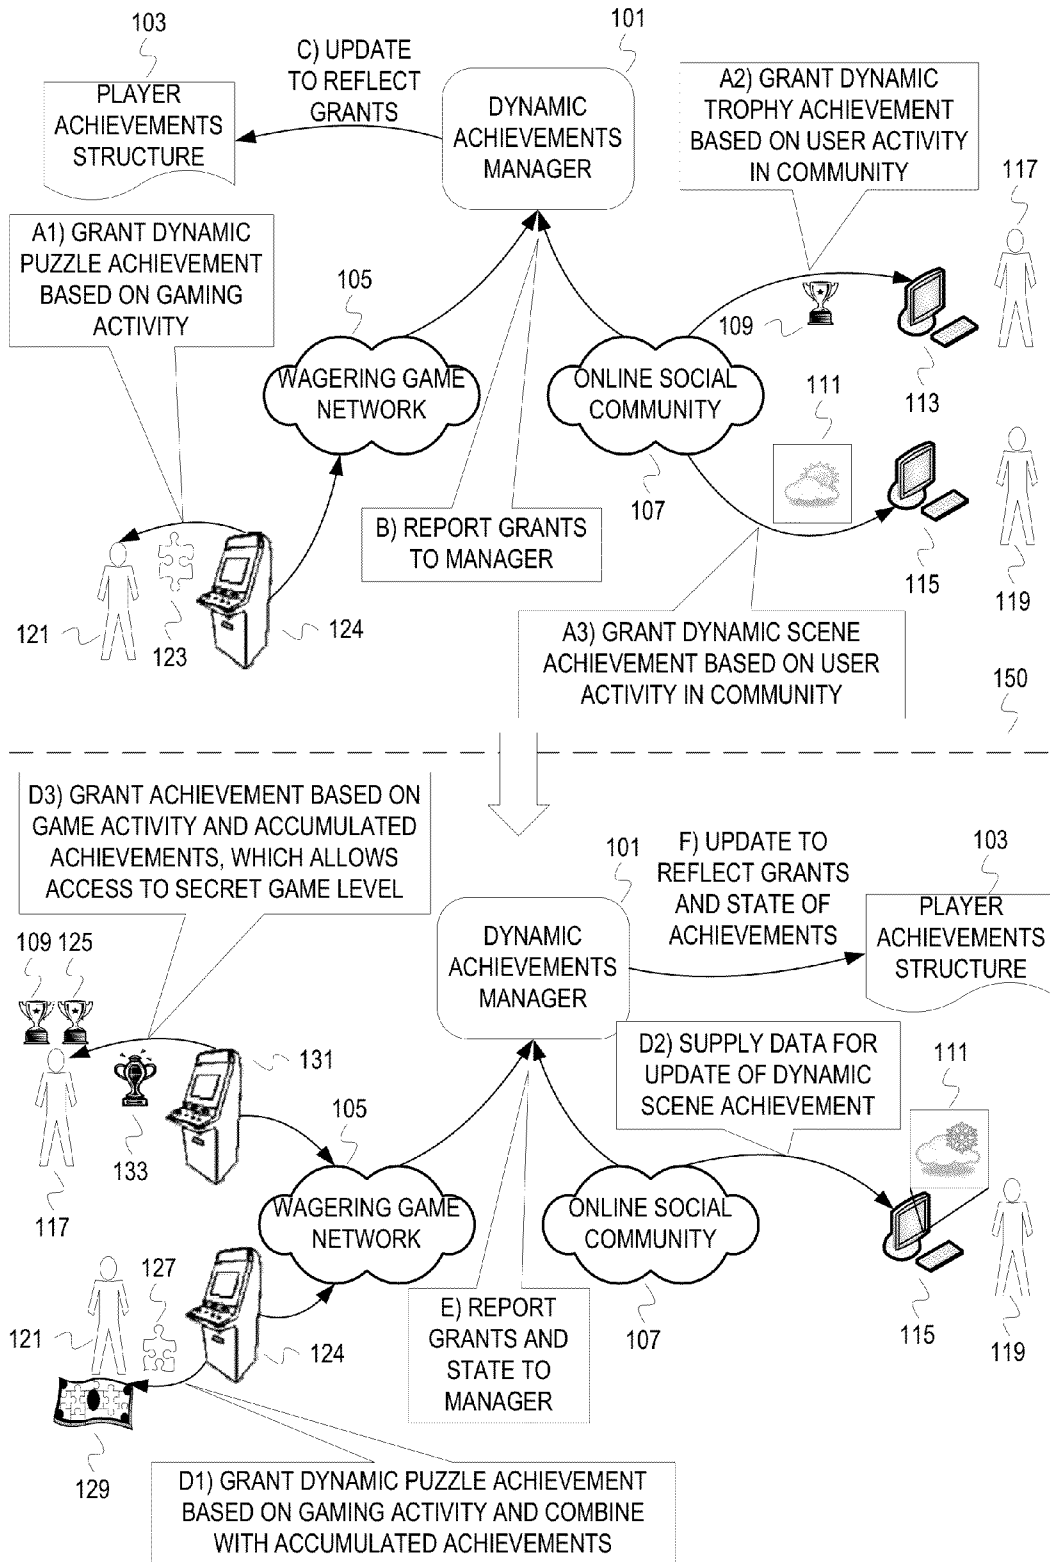 103
101
C) UPDATE
TO REFLECT
GRANTS
PLAYER
ACHIEVEMENTS
STRUCTURE
DYNAMIC
ACHIEVEMENTS
MANAGER
A2) GRANT DYNAMIC
TROPHY ACHIEVEMENT
BASED ON USER ACTIVITY
IN COMMUNITY
117
A1) GRANT DYNAMIC
PUZZLE ACHIEVEMENT
BASED ON GAMING
ACTIVITY
105
109
WAGERING GAME
NETWORK
ONLINE SOCIAL
COMMUNITY
113
111
107
B) REPORT GRANTS
TO MANAGER
115
119
121
123
124
A3) GRANT DYNAMIC SCENE
ACHIEVEMENT BASED ON USER
ACTIVITY IN COMMUNITY
150
D3) GRANT ACHIEVEMENT BASED ON
GAME ACTIVITY AND ACCUMULATED
ACHIEVEMENTS, WHICH ALLOWS
ACCESS TO SECRET GAME LEVEL
101
F) UPDATE TO
REFLECT GRANTS
AND STATE OF
ACHIEVEMENTS
103
PLAYER
ACHIEVEMENTS
STRUCTURE
DYNAMIC
ACHIEVEMENTS
MANAGER
109
125
131
D2) SUPPLY DATA FOR
UPDATE OF DYNAMIC
SCENE ACHIEVEMENT
111
133
105
117
WAGERING GAME
NETWORK
ONLINE SOCIAL
COMMUNITY
127
121
124
E) REPORT
GRANTS AND
STATE TO
MANAGER
107
115
119
129
D1) GRANT DYNAMIC PUZZLE ACHIEVEMENT
BASED ON GAMING ACTIVITY AND COMBINE
WITH ACCUMULATED ACHIEVEMENTS